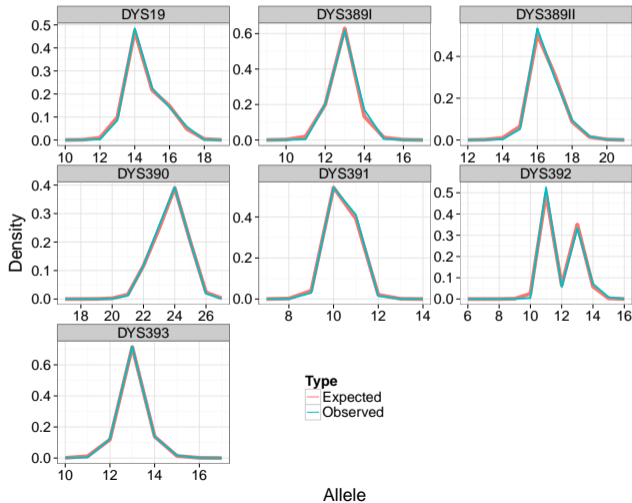 DYS19 DYS389I DYS389II
0.5
0.4
0.3
0.2
0.1
0.0
0.6
0.4
0.2
0.0
0.4
0.2
0.0
10 12 14 16 18 10 12 14 16 12 14 16 18 20
DYS390 DYS391 DYS392
0.4
0.3
0.2
0.1
0.0
0.4
0.2
0.0
0.5
0.4
0.3
0.2
0.1
0.0
18 20 22 24 26 8 10 12 14 6 8 10 12 14 16
DYS393
0.6
0.4
0.2
0.0
10 12 14 16
Density
Type
Expected
Observed
Allele